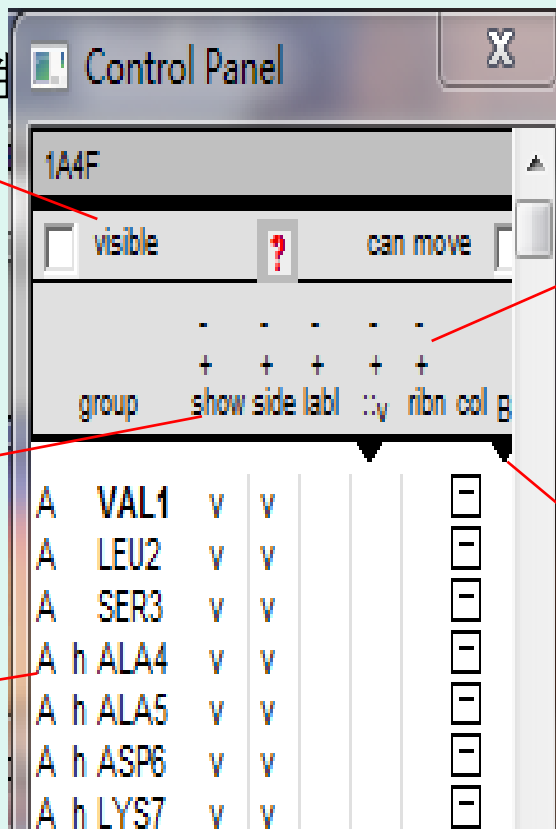 Control Panel
1A4F
visible ? can move
- - - - -
+ + + + +
group show side labl ::v ribn col
A VAL1 v v -
A LEU2 v v -
A SER3 v v -
A h ALA4 v v -
A h ALA5 v v -
A h ASP6 v v -
A h LYS7 v v -